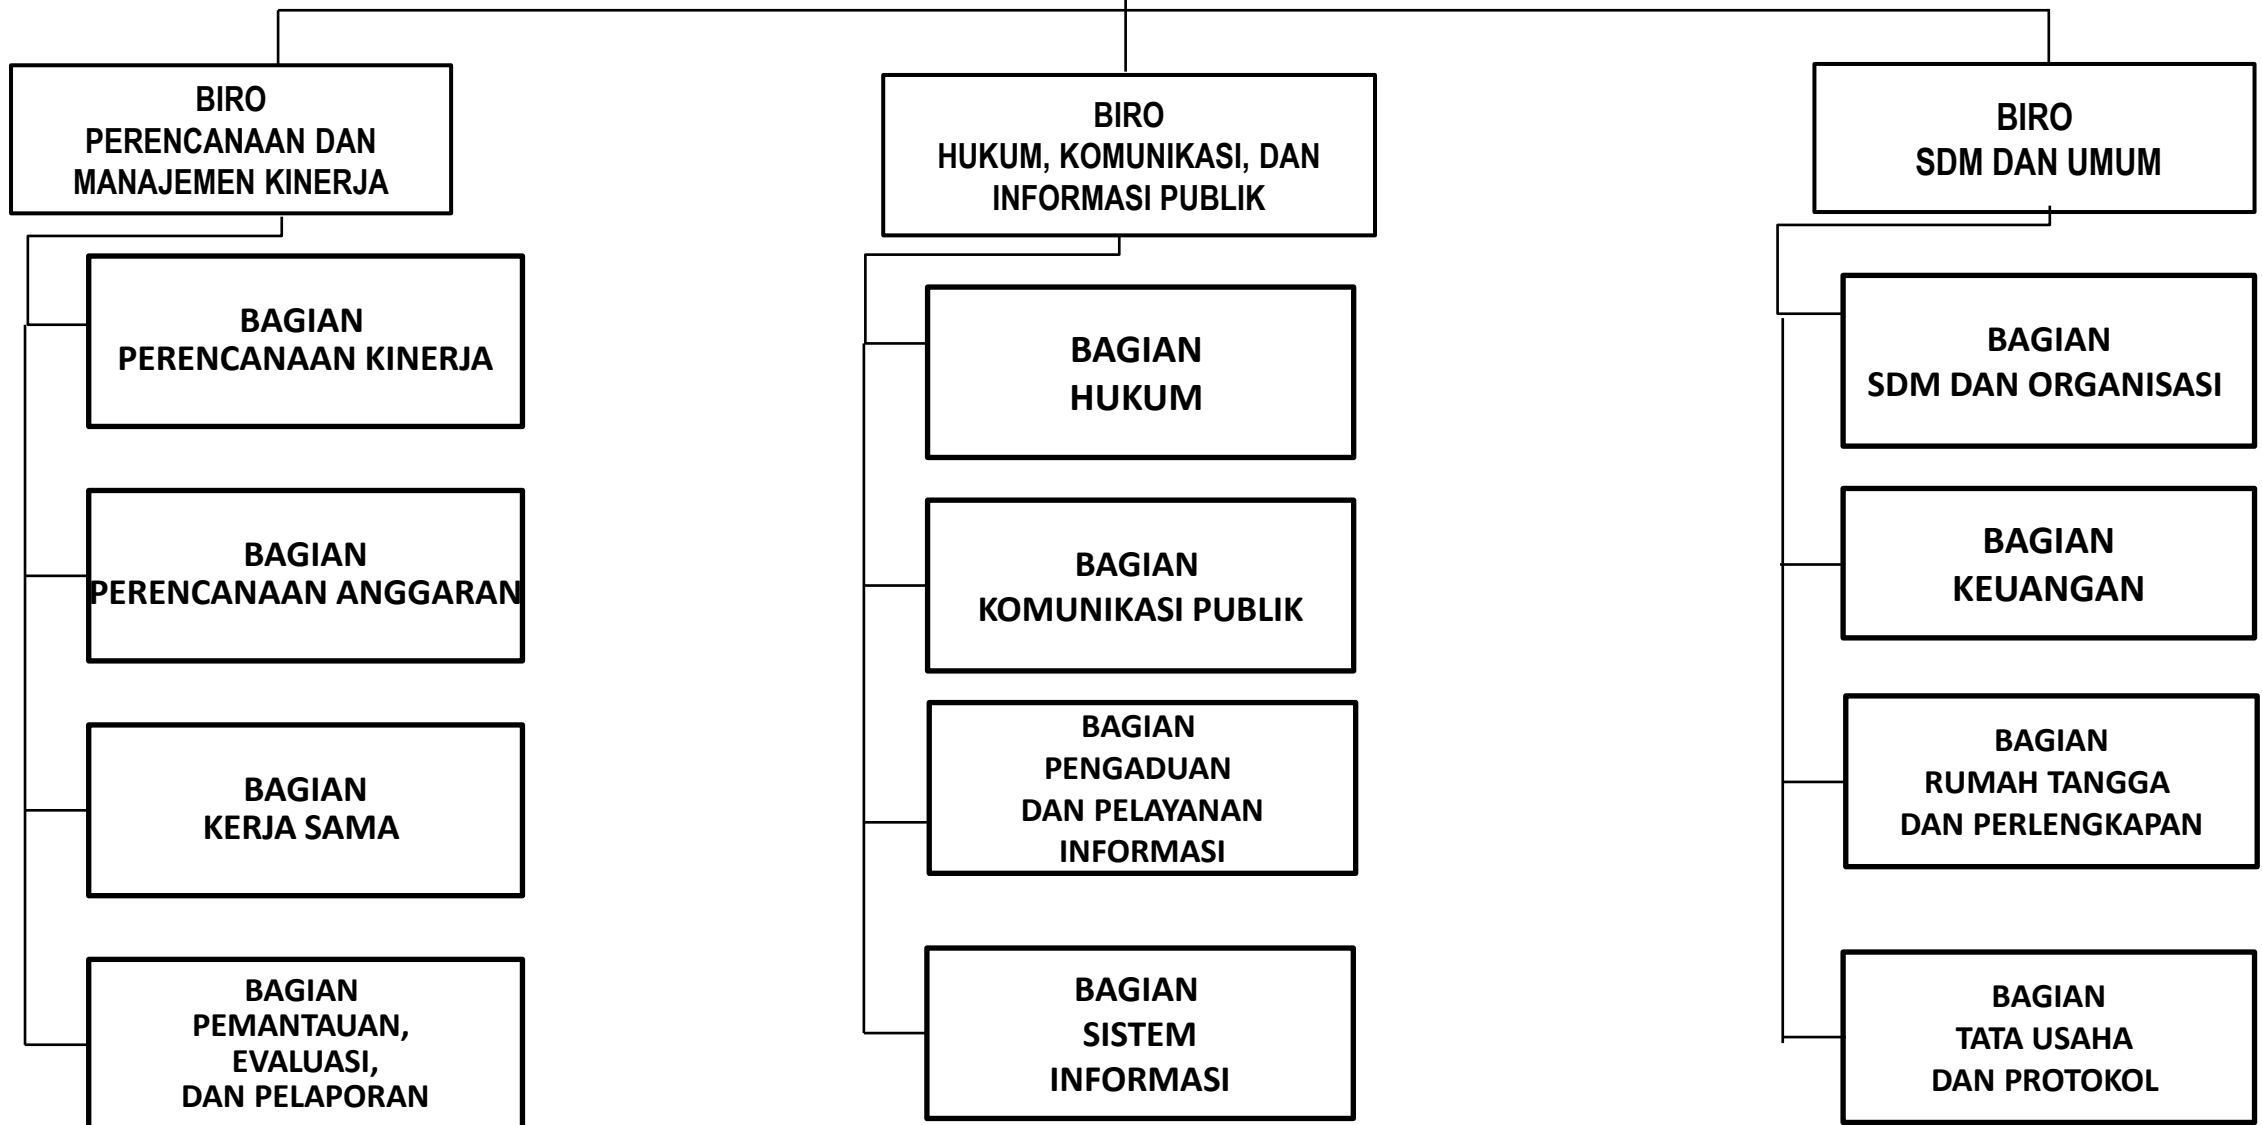 BIRO
PERENCANAAN DAN
MANAJEMEN KINERJA
BAGIAN
PERENCANAAN KINERJA
BAGIAN
PERENCANAAN ANGGARAN
BAGIAN
KERJA SAMA
BAGIAN
PEMANTAUAN,
EVALUASI,
DAN PELAPORAN
BIRO
HUKUM, KOMUNIKASI, DAN
INFORMASI PUBLIK
BAGIAN
HUKUM
BAGIAN
KOMUNIKASI PUBLIK
BAGIAN
PENGADUAN
DAN PELAYANAN
INFORMASI
BAGIAN
SISTEM
INFORMASI
BIRO
SDM DAN UMUM
BAGIAN
SDM DAN ORGANISASI
BAGIAN
KEUANGAN
BAGIAN
RUMAH TANGGA
DAN PERLENGKAPAN
BAGIAN
TATA USAHA
DAN PROTOKOL